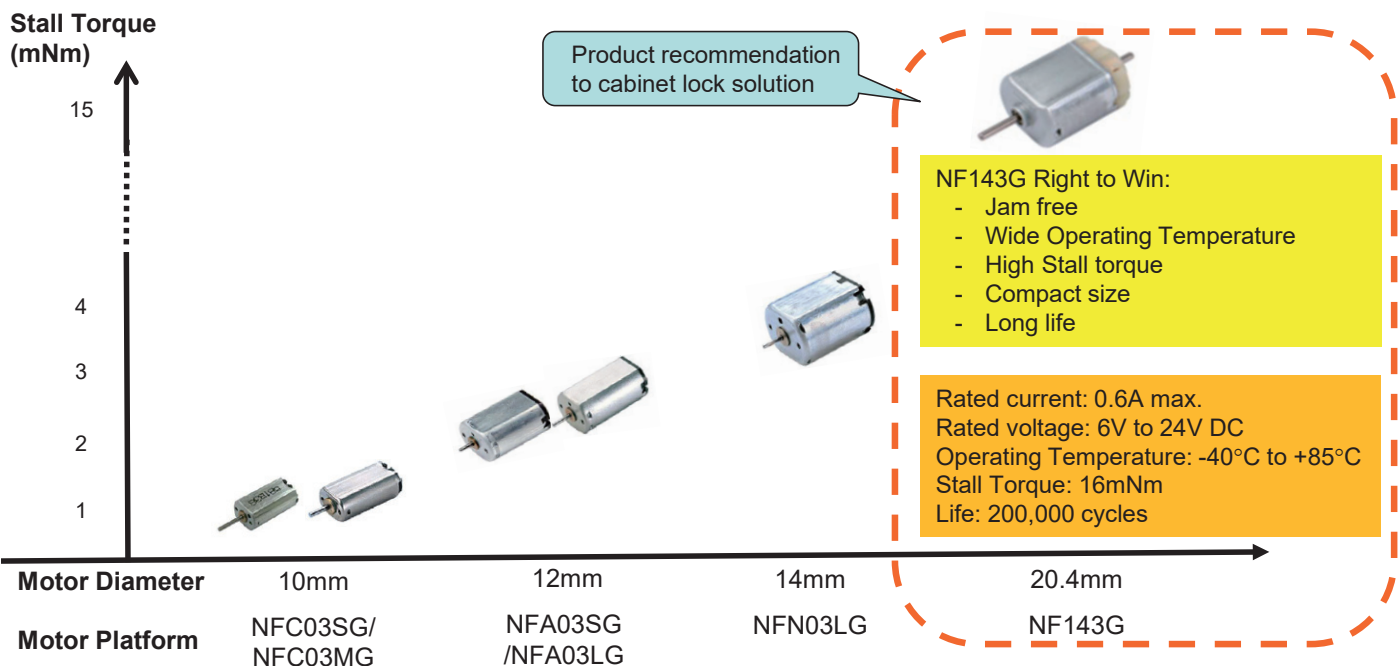 Stall Torque
(mNm)
15
4
3
2
1
Product recommendation
to cabinet lock solution
NF143G Right to Win:
- Jam free
- Wide Operating Temperature
- High Stall torque
- Compact size
- Long life
Rated current: 0.6A max.
Rated voltage: 6V to 24V DC
Operating Temperature: -40°C to +85°C
Stall Torque: 16mNm
Life: 200,000 cycles
Motor Diameter
10mm
12mm
14mm
20.4mm
Motor Platform
NFC03SG/
NFC03MG
NFA03SG
/NFA03LG
NFN03LG
NF143G